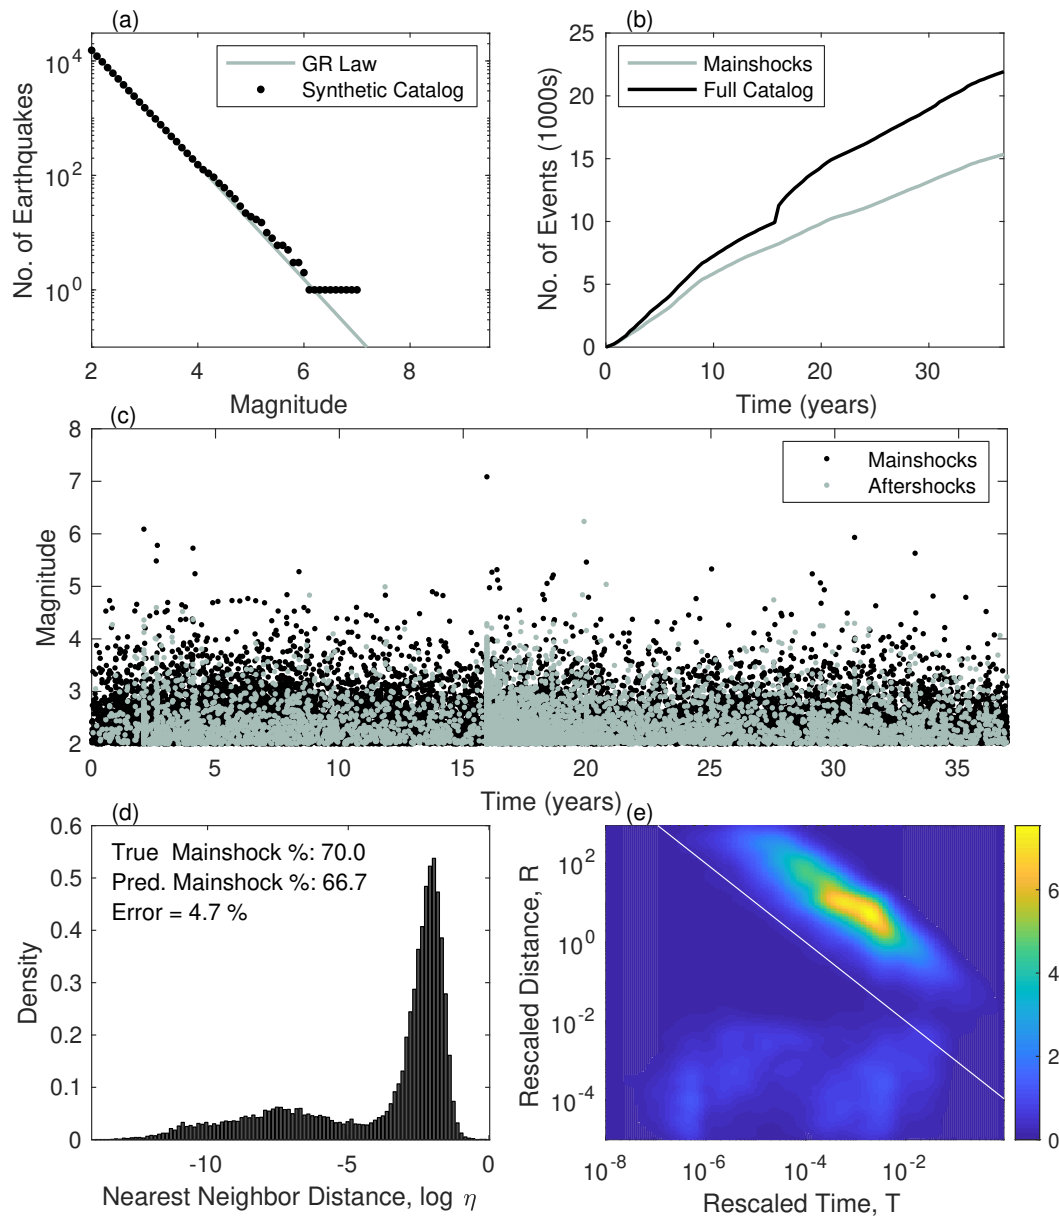 (a)
No. of Earthquakes
10^4
10^2
10^0
GR Law
Synthetic Catalog
2 4 6 8
Magnitude
(b)
No. of Events (1000s)
25
20
15
10
5
0
Mainshocks
Full Catalog
0 10 20 30
Time (years)
(c)
Magnitude
8
7
6
5
4
3
2
Mainshocks
Aftershocks
0 5 10 15 20 25 30 35
Time (years)
(d)
Density
0.6
0.5
0.4
0.3
0.2
0.1
0
True Mainshock %: 70.0
Pred. Mainshock %: 66.7
Error = 4.7 %
-10 -5 0
Nearest Neighbor Distance, log η
(e)
Rescaled Distance, R
10^2
10^0
10^-2
10^-4
10^-8 10^-6 10^-4 10^-2
Rescaled Time, T
6
4
2
0